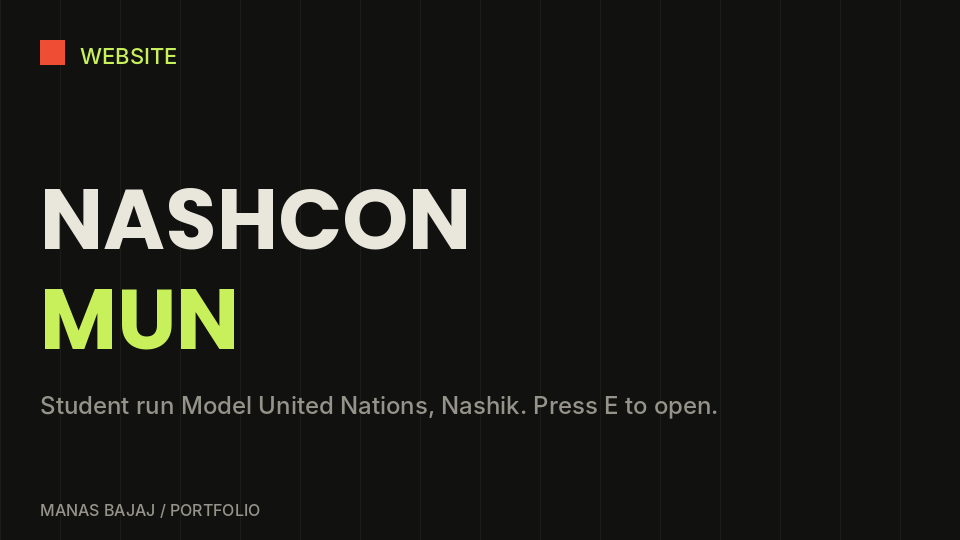 WEBSITE
NASHCON
MUN
Student run Model United Nations, Nashik. Press E to open.
MANAS BAJAJ / PORTFOLIO